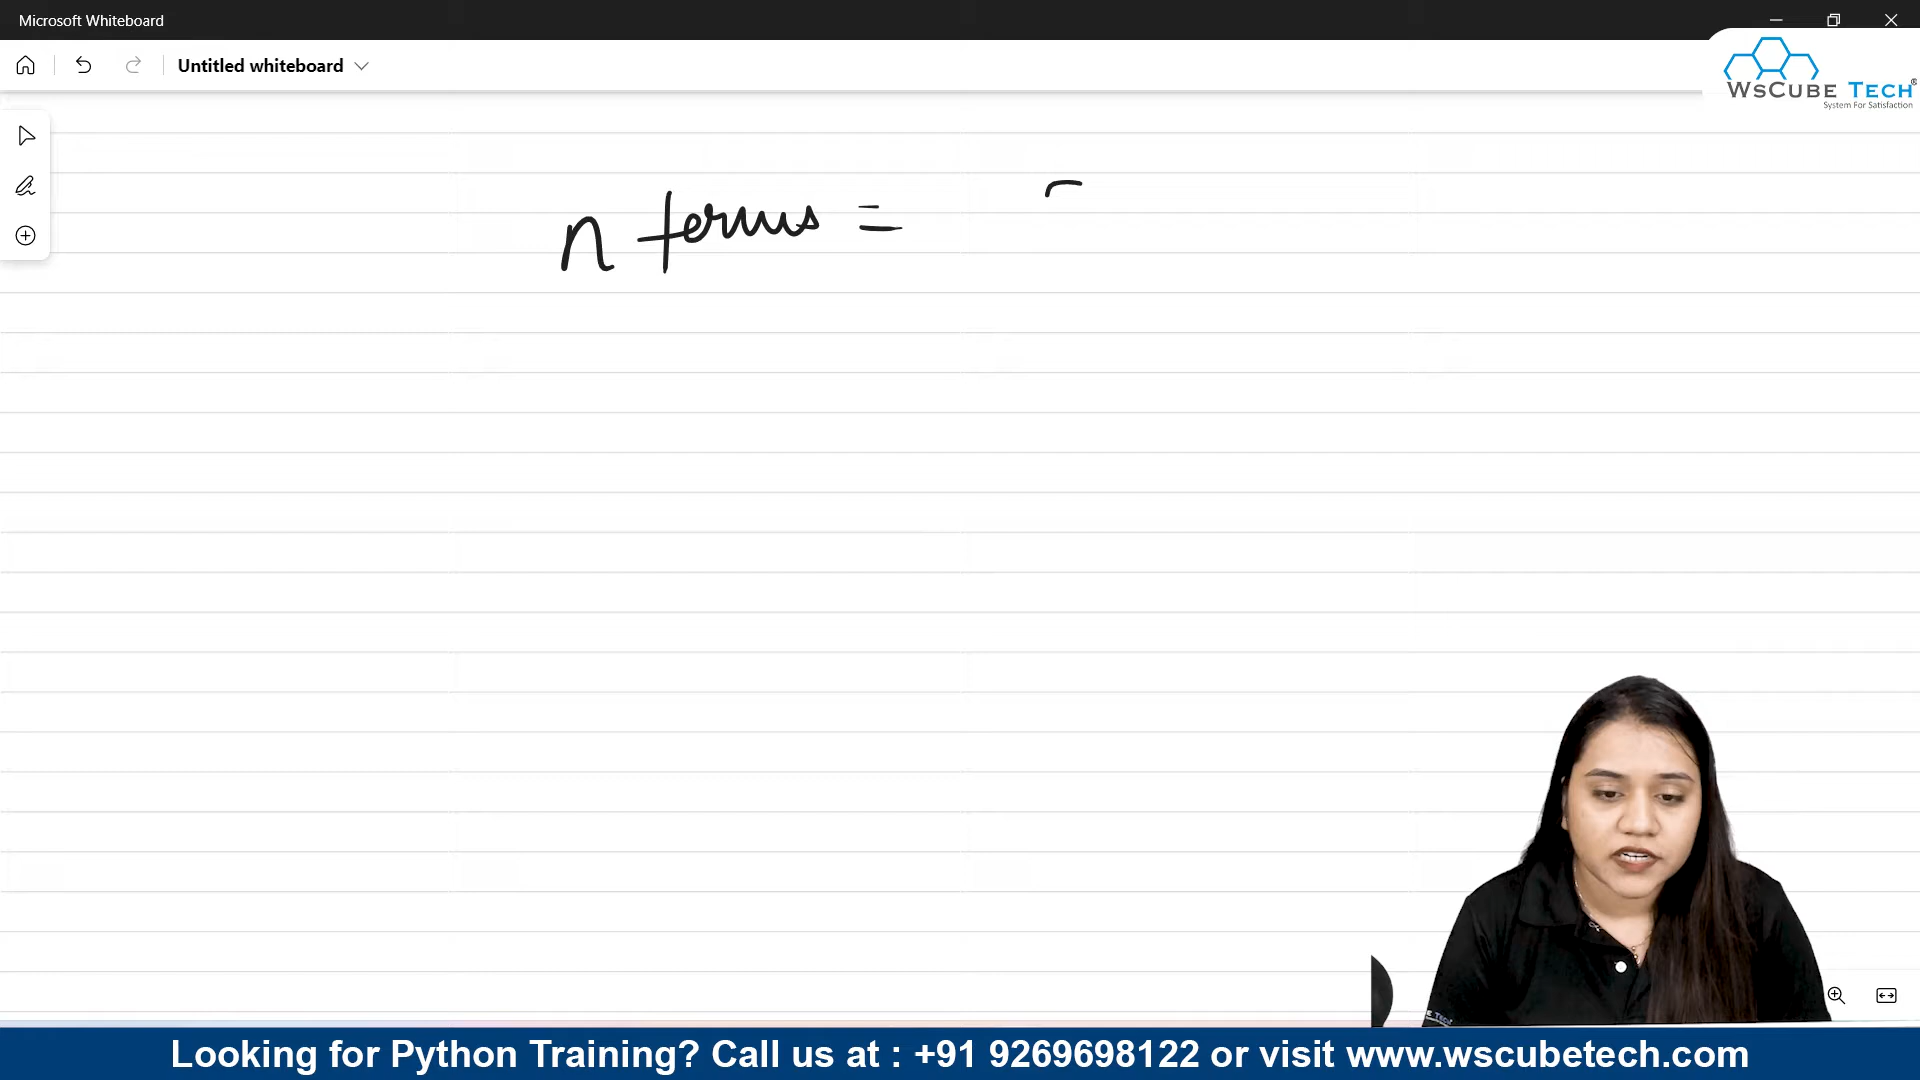 Microsoft Whiteboard
Untitled whiteboard
WsCube Tech®
System For Satisfaction
n terms =
Looking for Python Training? Call us at : +91 9269698122 or visit www.wscubetech.com